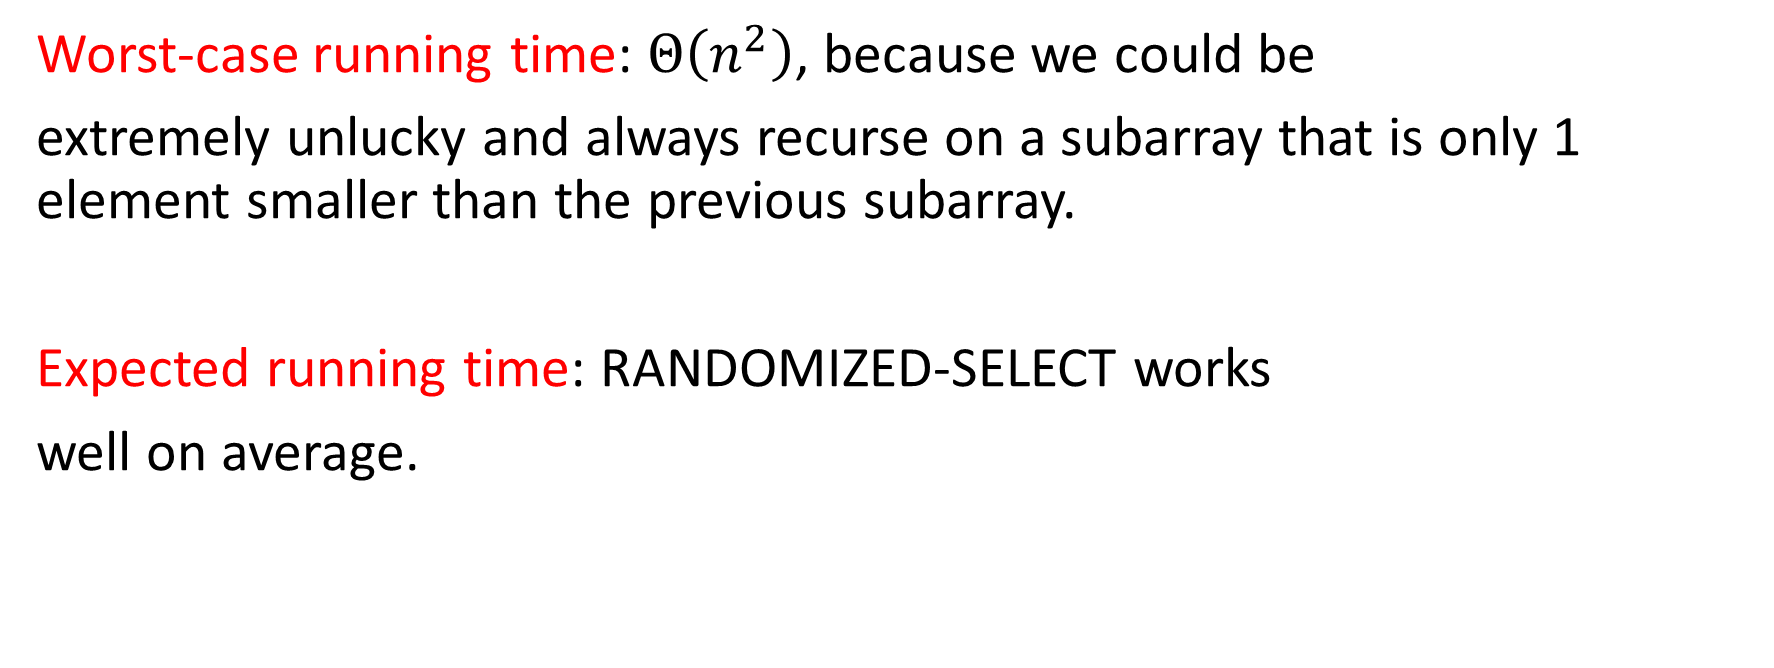 Worst-case running time: Θ(n²), because we could be
extremely unlucky and always recurse on a subarray that is only 1
element smaller than the previous subarray.
Expected running time: RANDOMIZED-SELECT works
well on average.